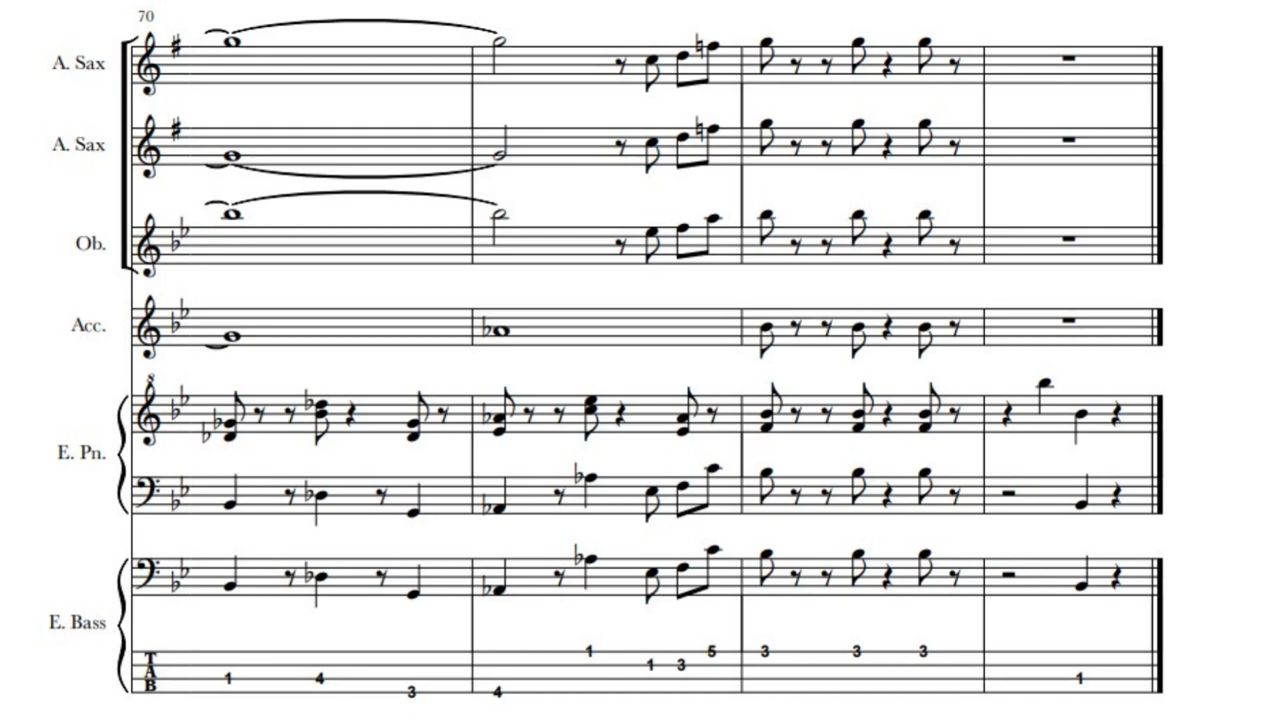 70
A. Sax
A. Sax
Ob.
Acc.
8
E. Pn.
E. Bass
T
A
B
1 4 3 4 1 1 3 5 3 3 3 1